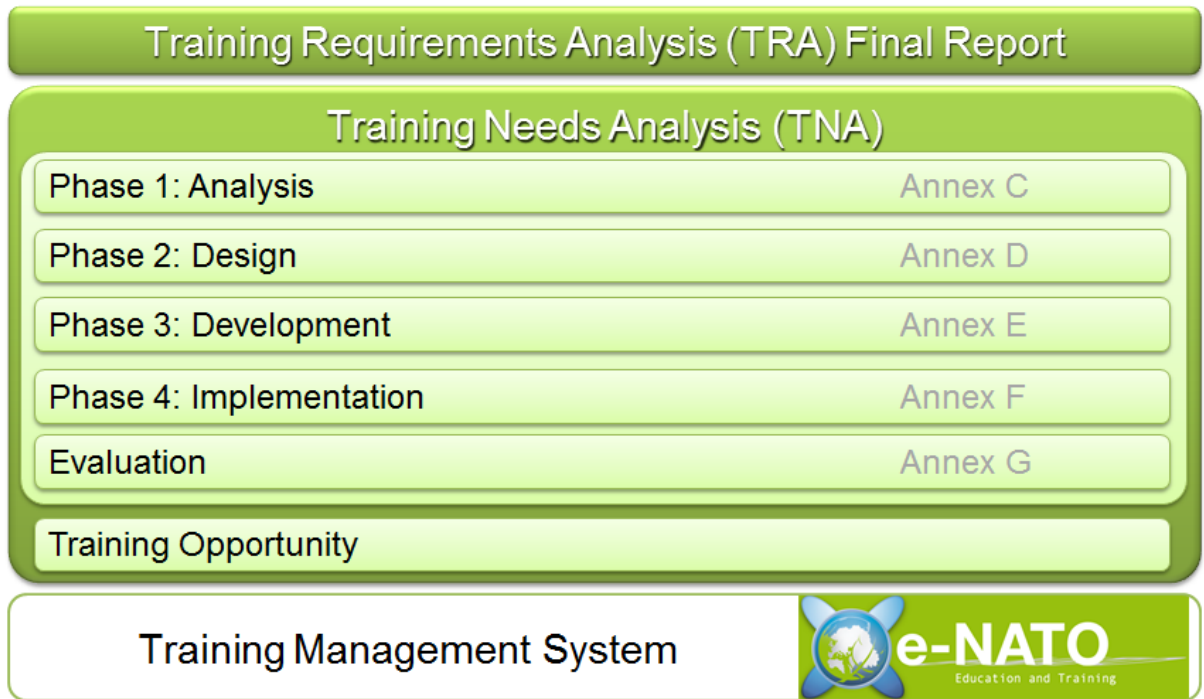 Training Requirements Analysis (TRA) Final Report
Training Needs Analysis (TNA)
Phase 1: Analysis Annex C
Phase 2: Design Annex D
Phase 3: Development Annex E
Phase 4: Implementation Annex F
Evaluation Annex G
Training Opportunity
Training Management System
e-NATO
Education and Training